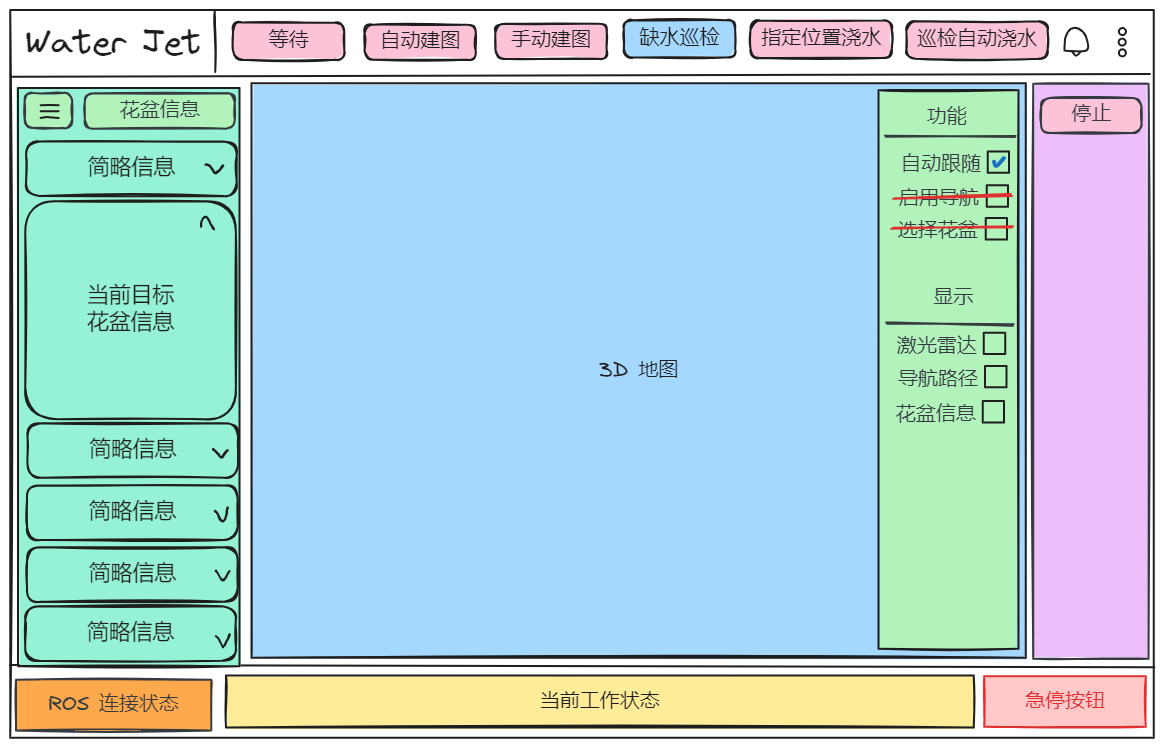 Water Jet
等待
自动建图
手动建图
缺水巡检
指定位置浇水
巡检自动浇水
花盆信息
简略信息
当前目标
花盆信息
简略信息
简略信息
简略信息
简略信息
3D 地图
功能
自动跟随
启用导航
选择花盆
显示
激光雷达
导航路径
花盆信息
停止
ROS 连接状态
当前工作状态
急停按钮